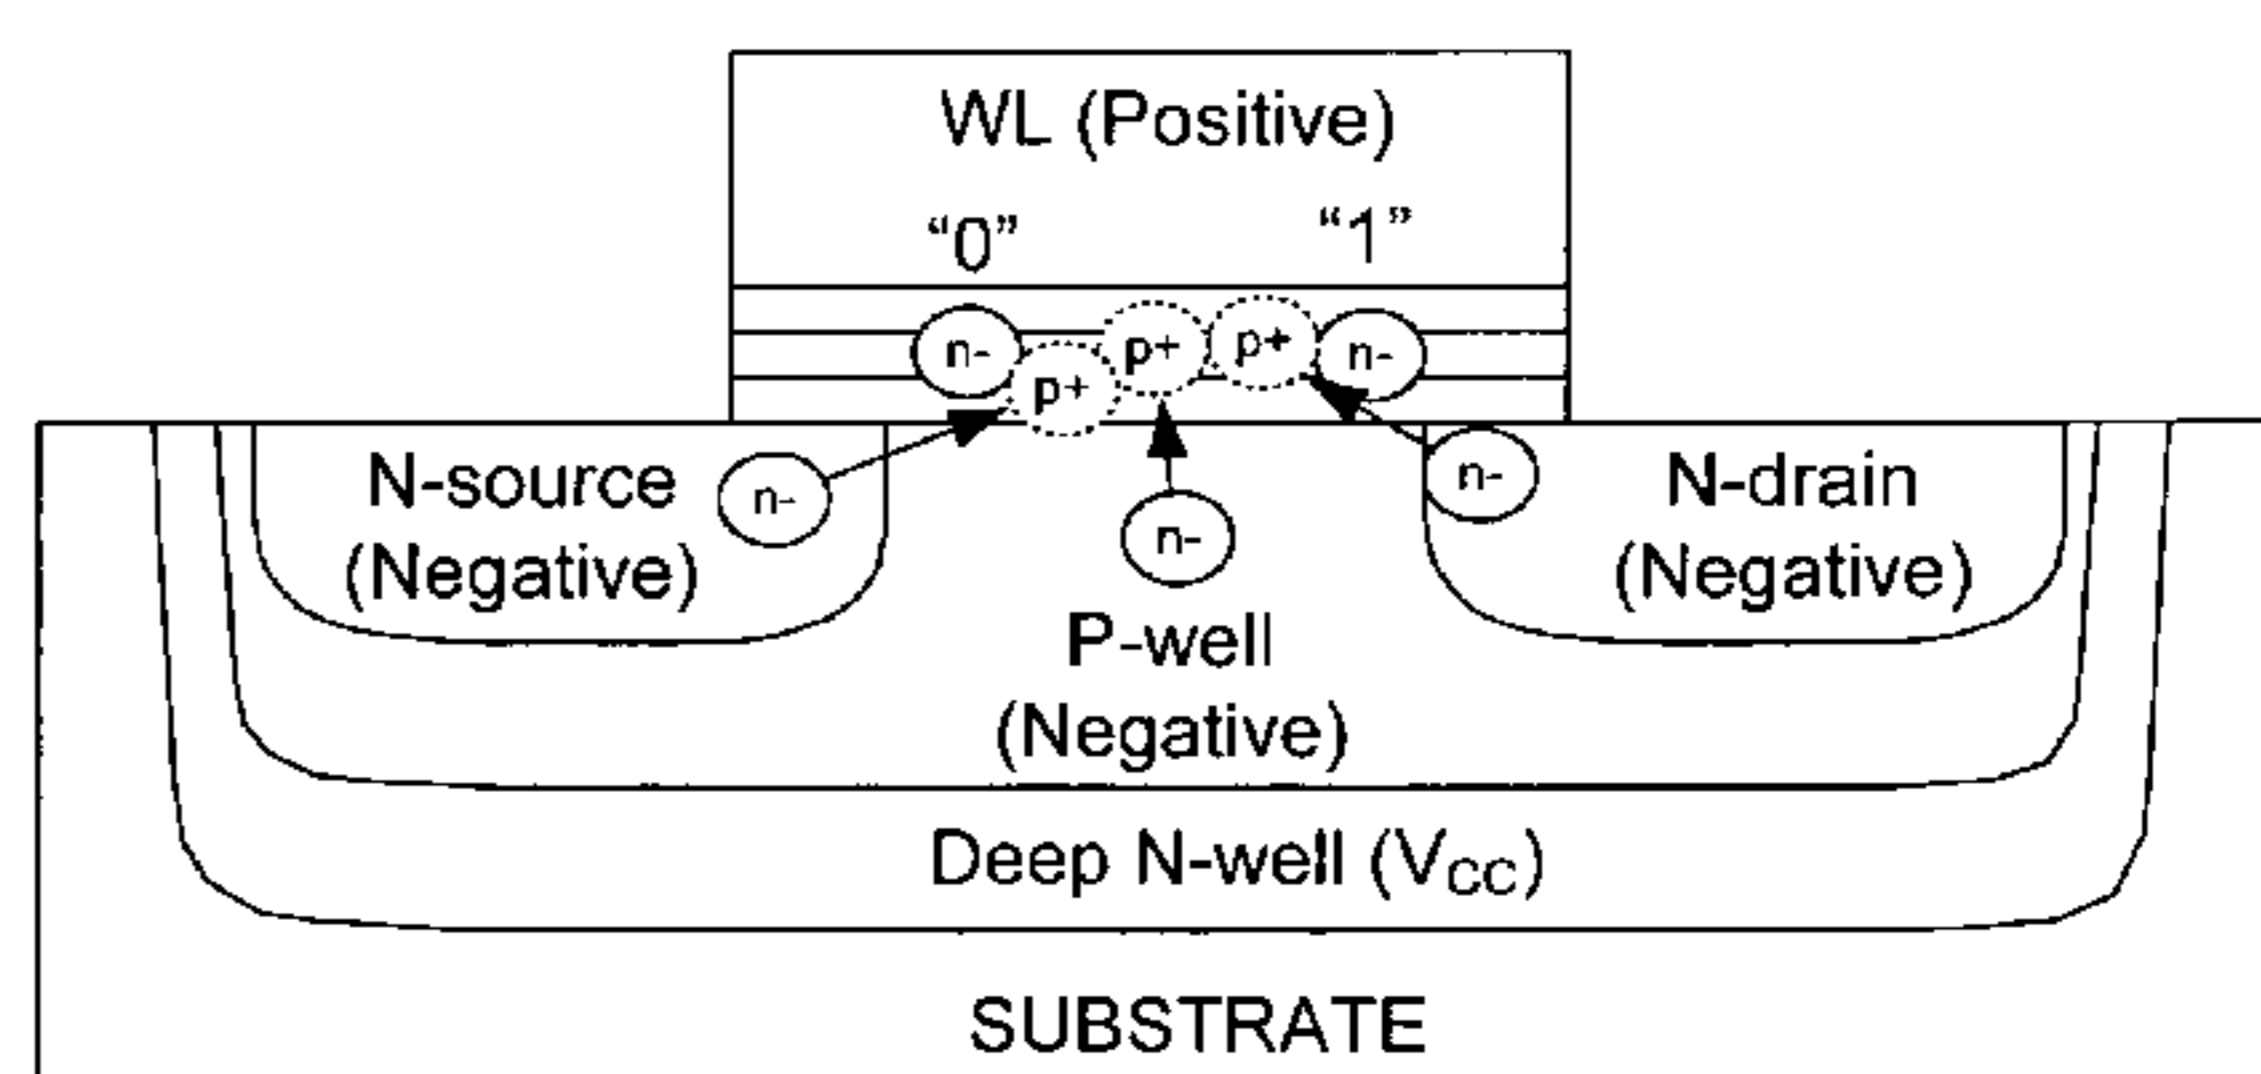 WL (Positive)
“0” “1”
n- p+ p+ p+ n-
N-source
(Negative)
n- n- n-
N-drain
(Negative)
P-well
(Negative)
Deep N-well (VCC)
SUBSTRATE